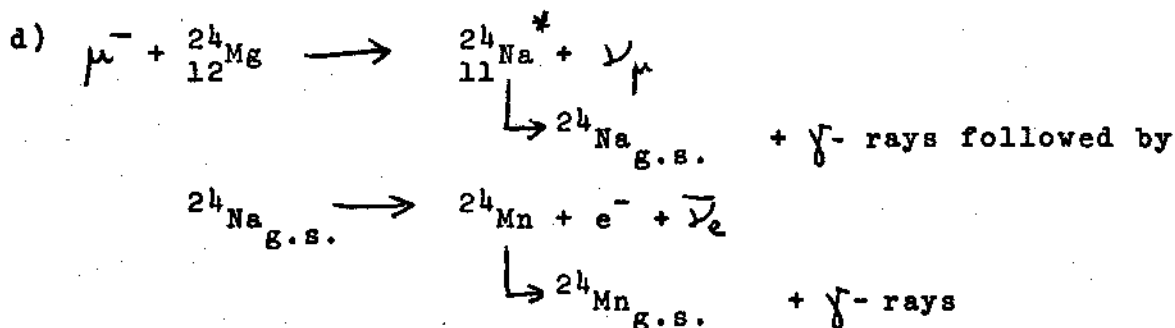 d) μ⁻ + ²⁴₁₂Mg ⟶ ²⁴₁₁Na* + ν_μ
↳ ²⁴Na_g.s. + γ- rays followed by
²⁴Na_g.s. ⟶ ²⁴Mn + e⁻ + ν̅_e
↳ ²⁴Mn_g.s. + γ- rays